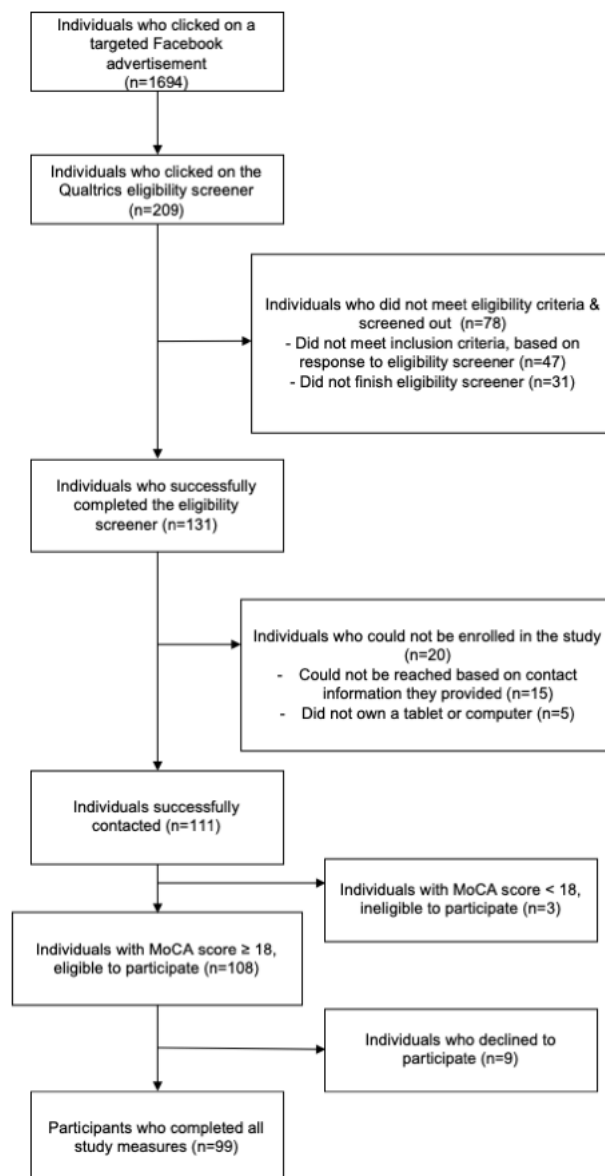 Individuals who clicked on a
targeted Facebook
advertisement
(n=1694)
Individuals who clicked on the
Qualtrics eligibility screener
(n=209)
Individuals who did not meet eligibility criteria &
screened out (n=78)
- Did not meet inclusion criteria, based on
response to eligibility screener (n=47)
- Did not finish eligibility screener (n=31)
Individuals who successfully
completed the eligibility
screener (n=131)
Individuals who could not be enrolled in the study
(n=20)
- Could not be reached based on contact
information they provided (n=15)
- Did not own a tablet or computer (n=5)
Individuals successfully
contacted (n=111)
Individuals with MoCA score < 18,
ineligible to participate (n=3)
Individuals with MoCA score ≥ 18,
eligible to participate (n=108)
Individuals who declined to
participate (n=9)
Participants who completed all
study measures (n=99)